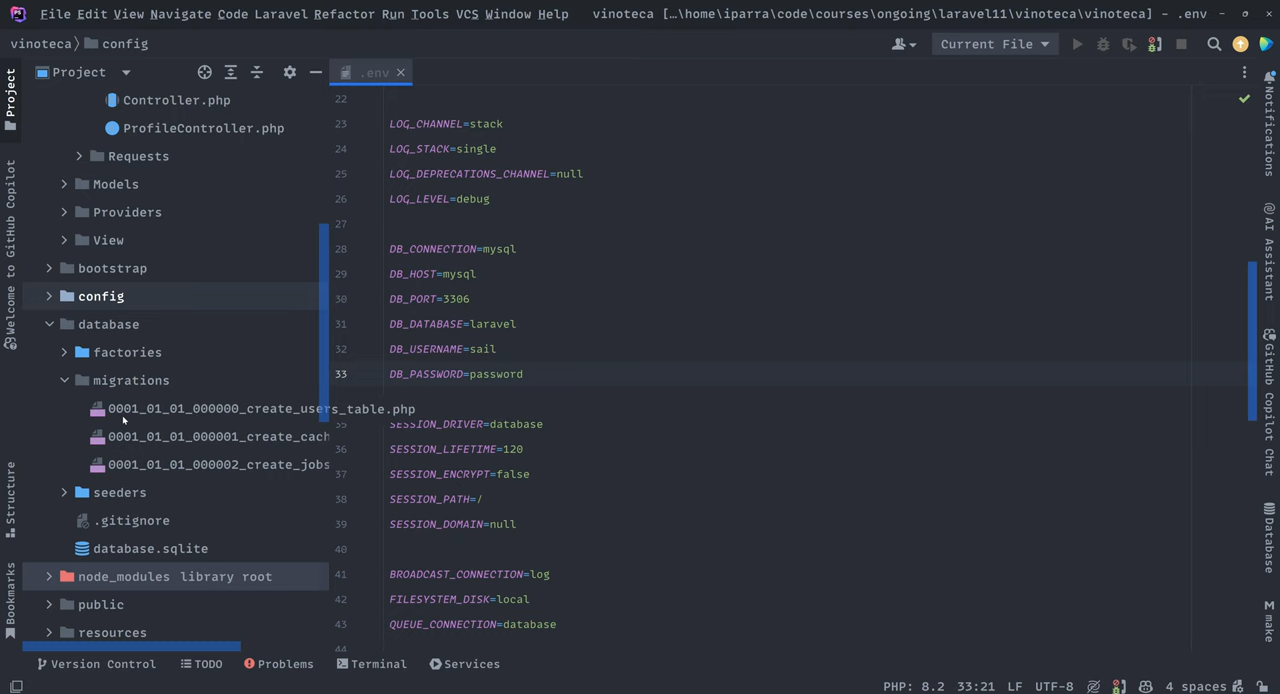 File Edit View Navigate Code Laravel Refactor Run Tools VCS Window Help vinoteca […\home\iparra\code\courses\ongoing\laravel11\vinoteca\vinoteca] - .env
vinoteca config
Current File
Project
Project
.env
Controller.php
ProfileController.php
Requests
Models
Providers
View
bootstrap
config
database
factories
migrations
0001_01_01_000000_create_users_table.php
0001_01_01_000001_create_cach
0001_01_01_000002_create_jobs
seeders
.gitignore
database.sqlite
node_modules library root
public
resources
22
23 LOG_CHANNEL=stack
24 LOG_STACK=single
25 LOG_DEPRECATIONS_CHANNEL=null
26 LOG_LEVEL=debug
27
28 DB_CONNECTION=mysql
29 DB_HOST=mysql
30 DB_PORT=3306
31 DB_DATABASE=laravel
32 DB_USERNAME=sail
33 DB_PASSWORD=password
35 SESSION_DRIVER=database
36 SESSION_LIFETIME=120
37 SESSION_ENCRYPT=false
38 SESSION_PATH=/
39 SESSION_DOMAIN=null
40
41 BROADCAST_CONNECTION=log
42 FILESYSTEM_DISK=local
43 QUEUE_CONNECTION=database
44
Welcome to GitHub Copilot
Structure
Bookmarks
Notifications
AI Assistant
GitHub Copilot Chat
Database
make
Version Control TODO Problems Terminal Services
PHP: 8.2 33:21 LF UTF-8 4 spaces